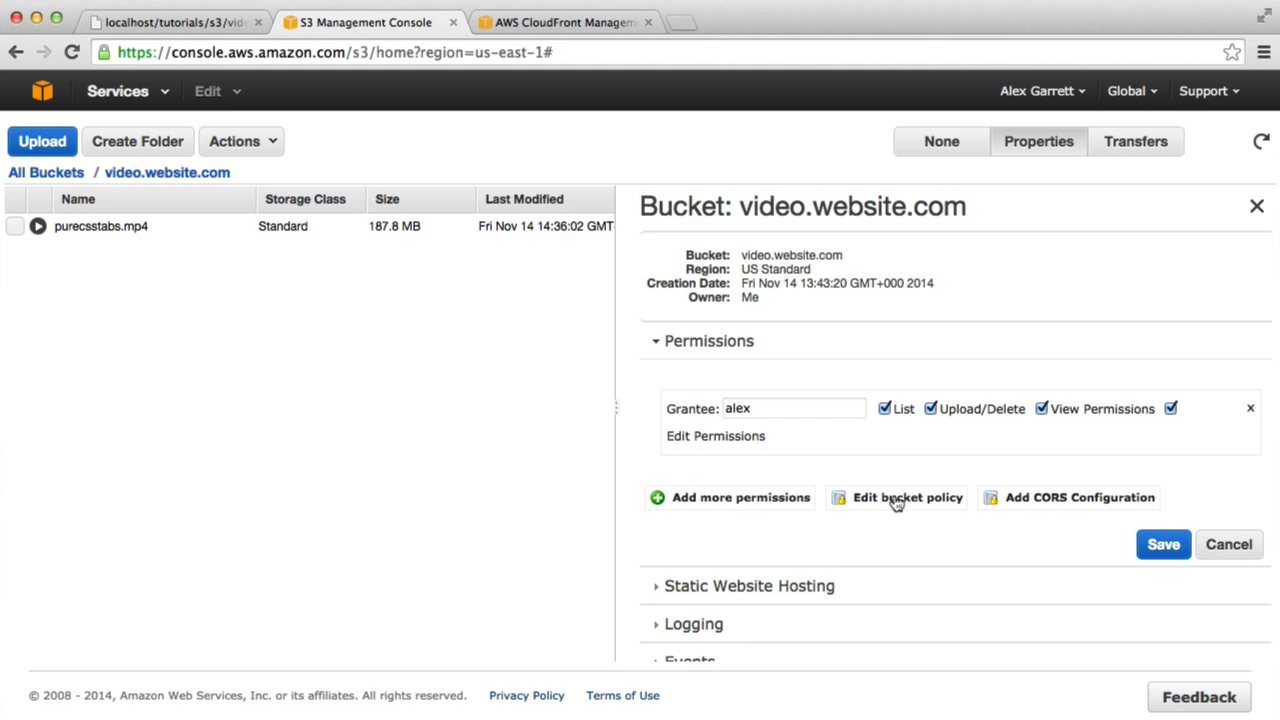 localhost/tutorials/s3/vide
S3 Management Console
AWS CloudFront Managem
https://console.aws.amazon.com/s3/home?region=us-east-1#
Services Edit Alex Garrett Global Support
Upload Create Folder Actions None Properties Transfers
All Buckets / video.website.com
Name Storage Class Size Last Modified
purecsstabs.mp4 Standard 187.8 MB Fri Nov 14 14:36:02 GMT
Bucket: video.website.com
Bucket: video.website.com
Region: US Standard
Creation Date: Fri Nov 14 13:43:20 GMT+000 2014
Owner: Me
Permissions
Grantee: alex List Upload/Delete View Permissions x
Edit Permissions
Add more permissions Edit bucket policy Add CORS Configuration
Save Cancel
Static Website Hosting
Logging
Events
© 2008 - 2014, Amazon Web Services, Inc. or its affiliates. All rights reserved. Privacy Policy Terms of Use Feedback